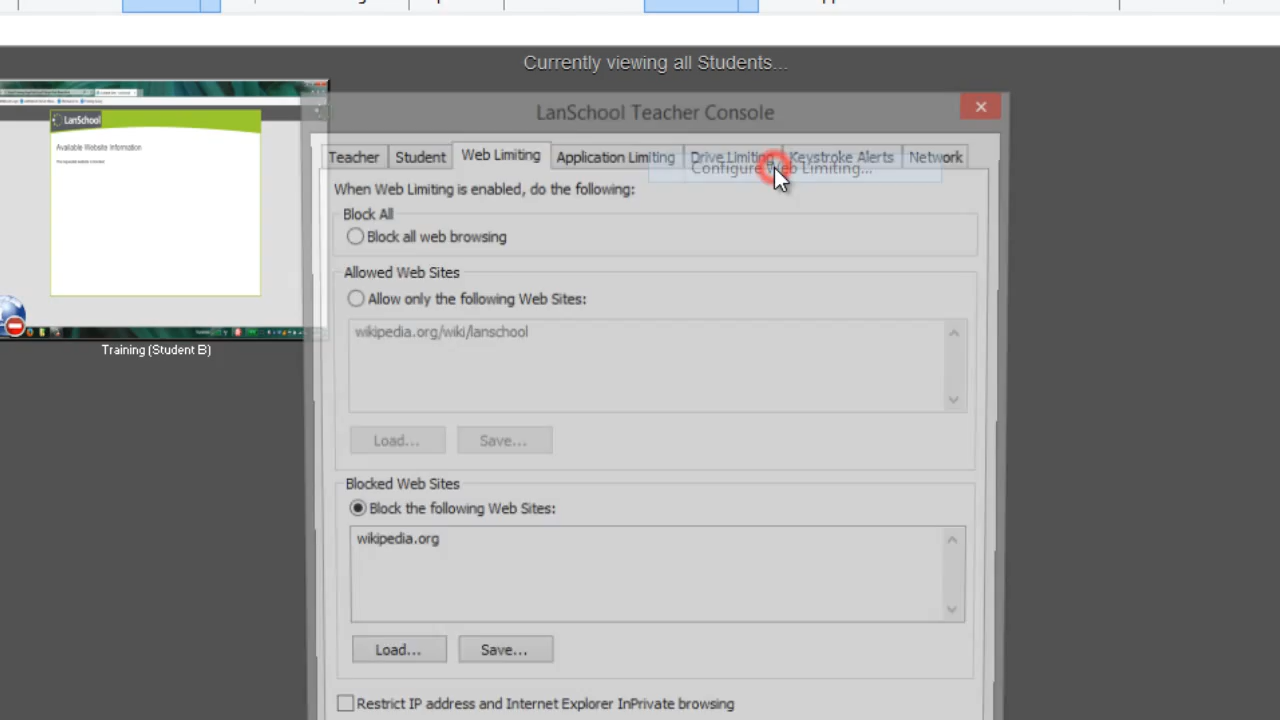 Currently viewing all Students...
LanSchool Teacher Console
LanSchool
Available Website Information
Teacher
Student
Web Limiting
Application Limiting
Drive Limiting
Keystroke Alerts
Network
Configure Web Limiting...
When Web Limiting is enabled, do the following:
Block All
Block all web browsing
Allowed Web Sites
Allow only the following Web Sites:
wikipedia.org/wiki/lanschool
Training (Student B)
Load...
Save...
Blocked Web Sites
Block the following Web Sites:
wikipedia.org
Load...
Save...
Restrict IP address and Internet Explorer InPrivate browsing